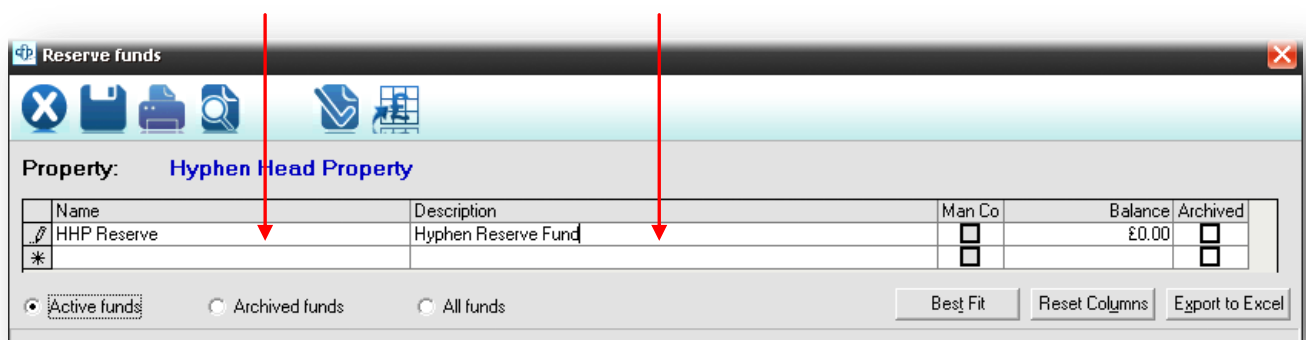 Reserve funds
Property: Hyphen Head Property
Name Description Man Co Balance Archived
HHP Reserve Hyphen Reserve Fund £0.00
Active funds Archived funds All funds Best Fit Reset Columns Export to Excel